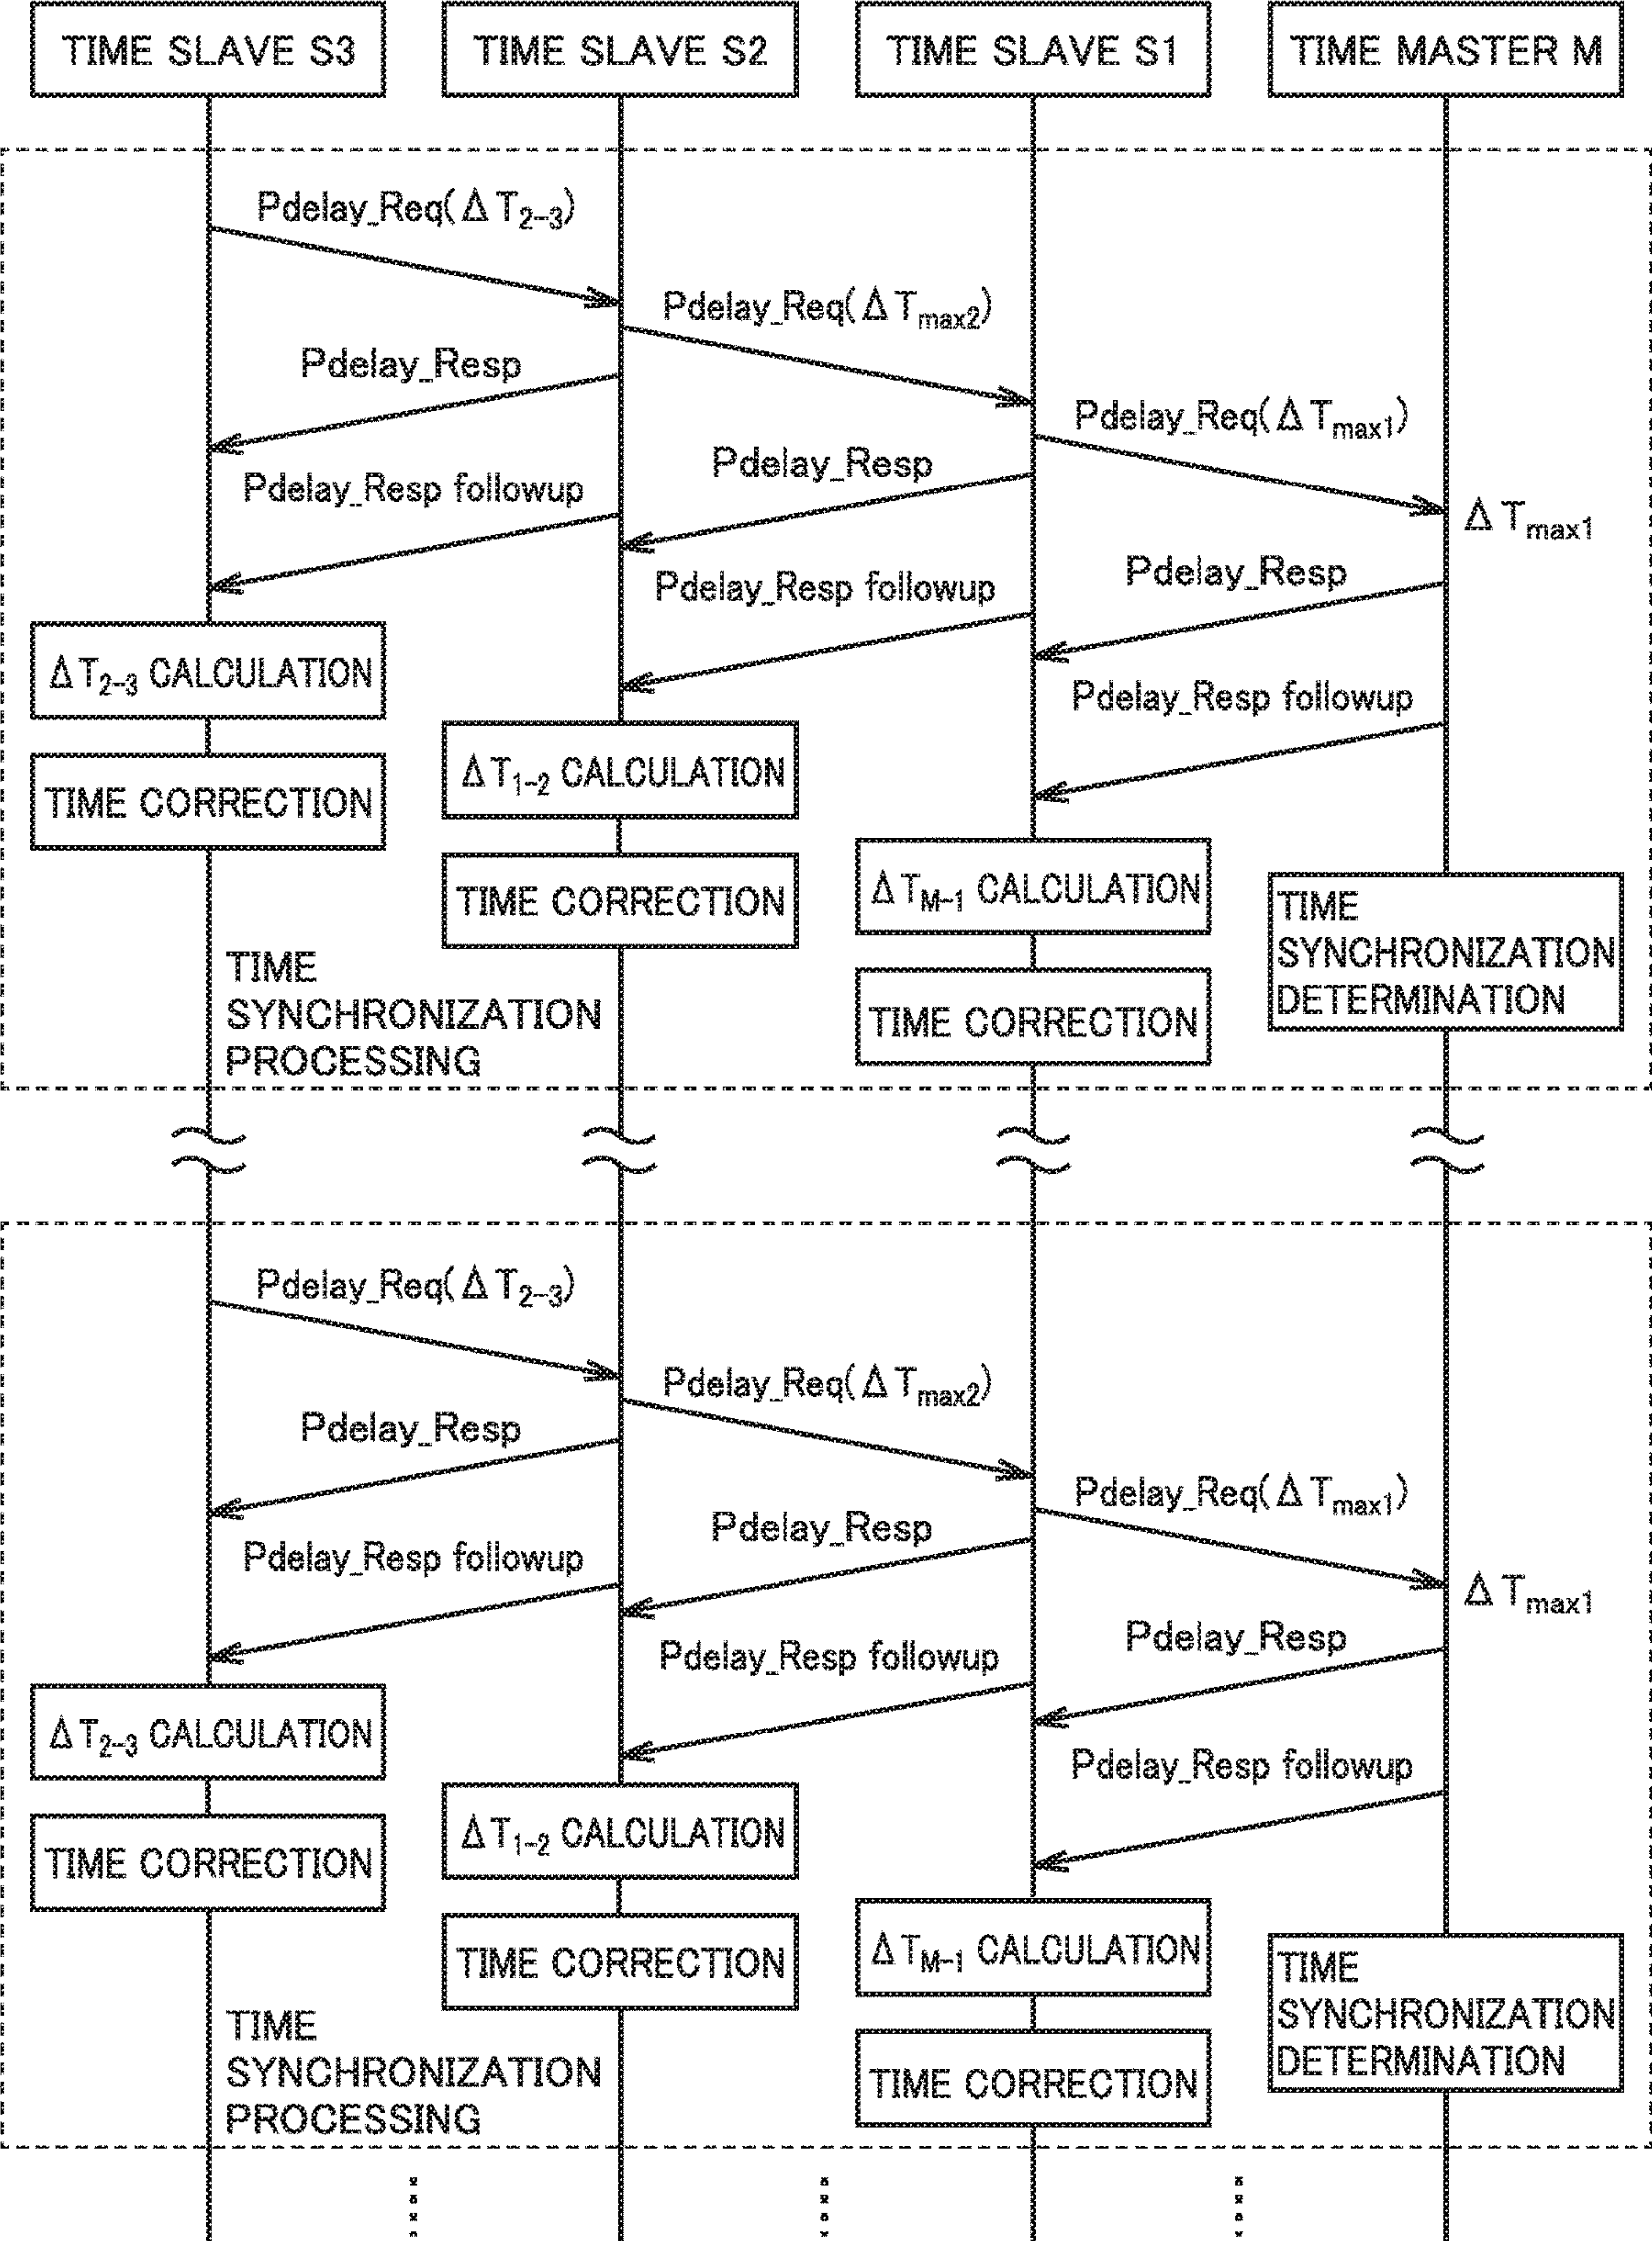 TIME SLAVE S3
TIME SLAVE S2
TIME SLAVE S1
TIME MASTER M
Pdelay_Req(ΔT2-3)
Pdelay_Req(ΔTmax2)
Pdelay_Resp
Pdelay_Req(ΔTmax1)
Pdelay_Resp
Pdelay_Resp followup
ΔTmax1
Pdelay_Resp
Pdelay_Resp followup
ΔT2-3 CALCULATION
Pdelay_Resp followup
ΔT1-2 CALCULATION
TIME CORRECTION
ΔTM-1 CALCULATION
TIME CORRECTION
TIME
SYNCHRONIZATION
DETERMINATION
TIME
SYNCHRONIZATION
PROCESSING
TIME CORRECTION
Pdelay_Req(ΔT2-3)
Pdelay_Req(ΔTmax2)
Pdelay_Resp
Pdelay_Req(ΔTmax1)
Pdelay_Resp
Pdelay_Resp followup
ΔTmax1
Pdelay_Resp
Pdelay_Resp followup
ΔT2-3 CALCULATION
Pdelay_Resp followup
ΔT1-2 CALCULATION
TIME CORRECTION
ΔTM-1 CALCULATION
TIME CORRECTION
TIME
SYNCHRONIZATION
DETERMINATION
TIME
SYNCHRONIZATION
PROCESSING
TIME CORRECTION